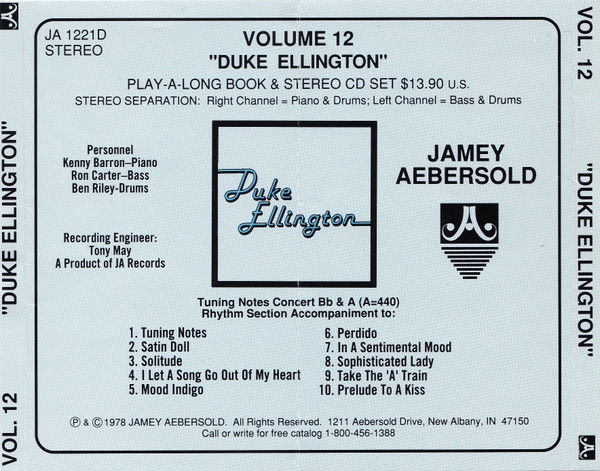 JA 1221D
STEREO
VOLUME 12
"DUKE ELLINGTON"
PLAY-A-LONG BOOK & STEREO CD SET $13.90 U.S.
STEREO SEPARATION: Right Channel = Piano & Drums; Left Channel = Bass & Drums
Personnel
Kenny Barron–Piano
Ron Carter–Bass
Ben Riley-Drums
Recording Engineer:
Tony May
A Product of JA Records
Duke
Ellington
JAMEY
AEBERSOLD
JA
Tuning Notes Concert Bb & A (A=440)
Rhythm Section Accompaniment to:
1. Tuning Notes
2. Satin Doll
3. Solitude
4. I Let A Song Go Out Of My Heart
5. Mood Indigo
6. Perdido
7. In A Sentimental Mood
8. Sophisticated Lady
9. Take The 'A' Train
10. Prelude To A Kiss
Ⓟ & Ⓒ 1978 JAMEY AEBERSOLD. All Rights Reserved. 1211 Aebersold Drive, New Albany, IN 47150
Call or write for free catalog 1-800-456-1388
VOL. 12 "DUKE ELLINGTON" JA
VOL. 12 "DUKE ELLINGTON" JA